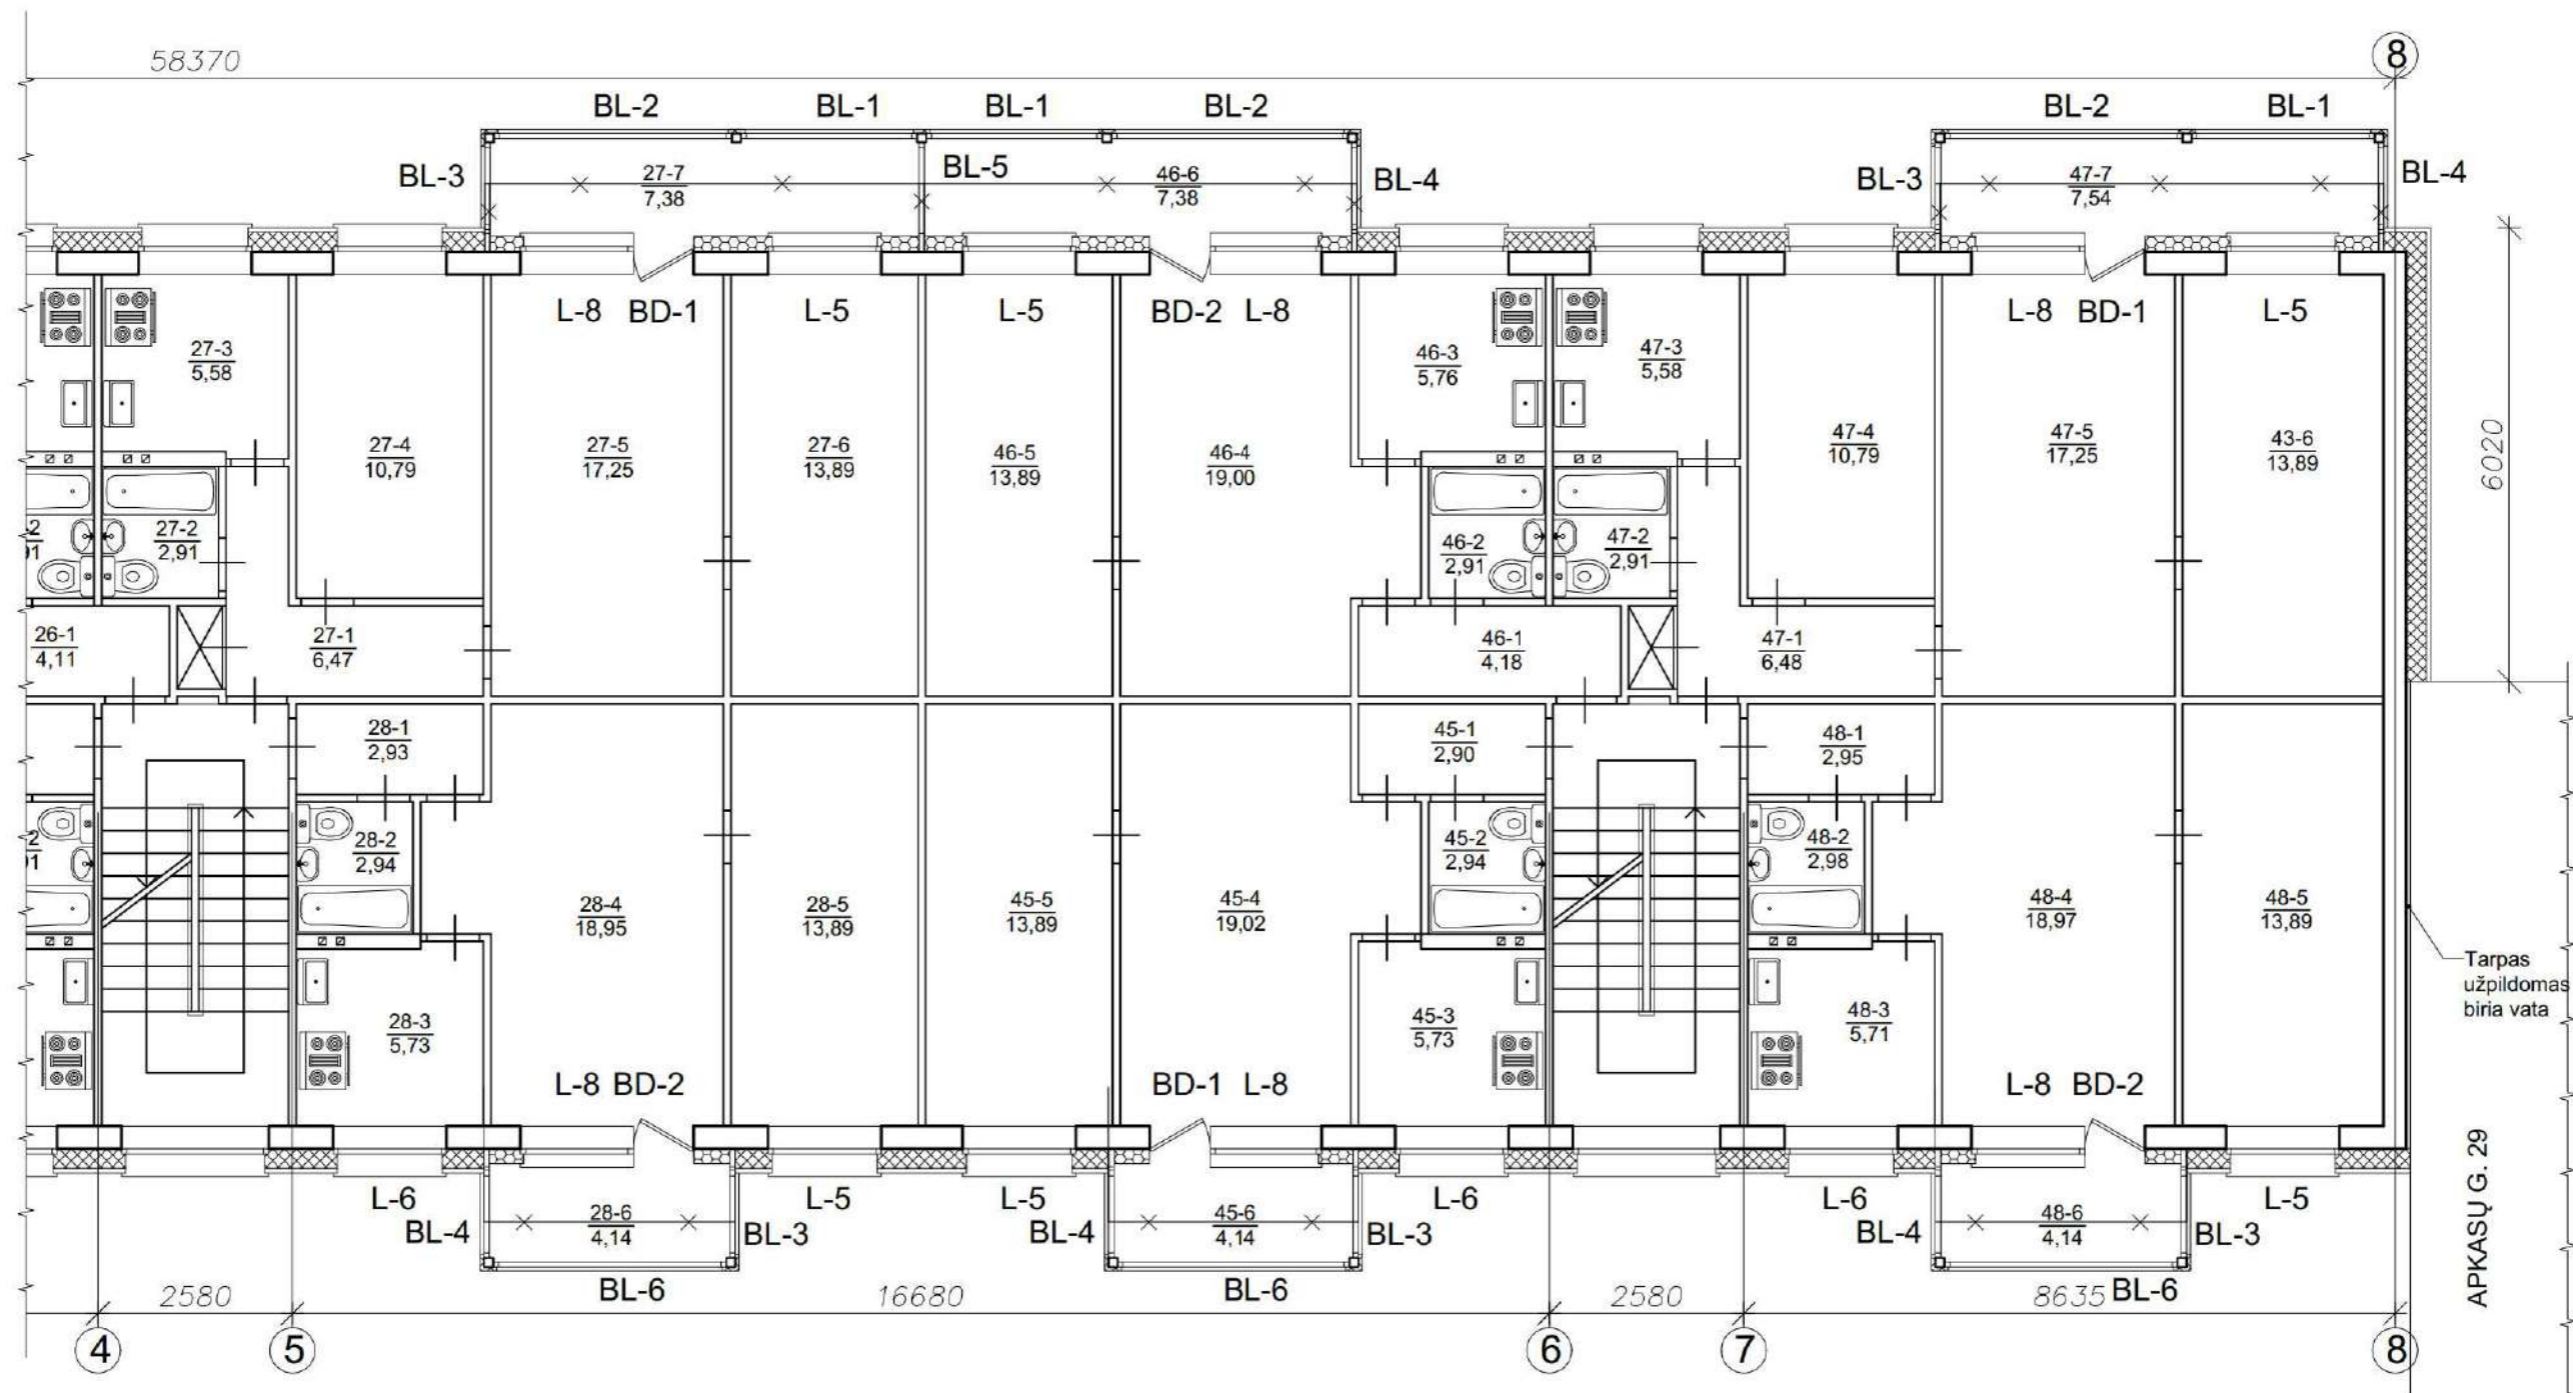 58370
8
BL-2 BL-1 BL-1 BL-2 BL-2 BL-1
BL-3 BL-5 BL-4 BL-3 BL-4
27-7 46-6 47-7
7,38 7,38 7,54
L-8 BD-1 L-5 L-5 BD-2 L-8 L-8 BD-1 L-5
27-3 46-3 47-3
5,58 5,76 5,58
27-4 27-5 27-6 46-5 46-4 47-4 47-5 43-6
10,79 17,25 13,89 13,89 19,00 10,79 17,25 13,89
6020
27-2 46-2 47-2
2,91 2,91 2,91
26-1 27-1 46-1 47-1
4,11 6,47 4,18 6,48
28-1 45-1 48-1
2,93 2,90 2,95
28-2 45-2 48-2
2,94 2,94 2,98
28-4 28-5 45-5 45-4 48-4 48-5
18,95 13,89 13,89 19,02 18,97 13,89
Tarpas
užpildomas
biria vata
28-3 45-3 48-3
5,73 5,73 5,71
L-8 BD-2 BD-1 L-8 L-8 BD-2
APKASŲ G. 29
L-6 L-5 L-5 L-6 L-6 L-5
BL-4 BL-3 BL-4 BL-3 BL-4 BL-3
28-6 45-6 48-6
4,14 4,14 4,14
BL-6 BL-6 BL-6
2580 16680 2580 8635
4 5 6 7 8